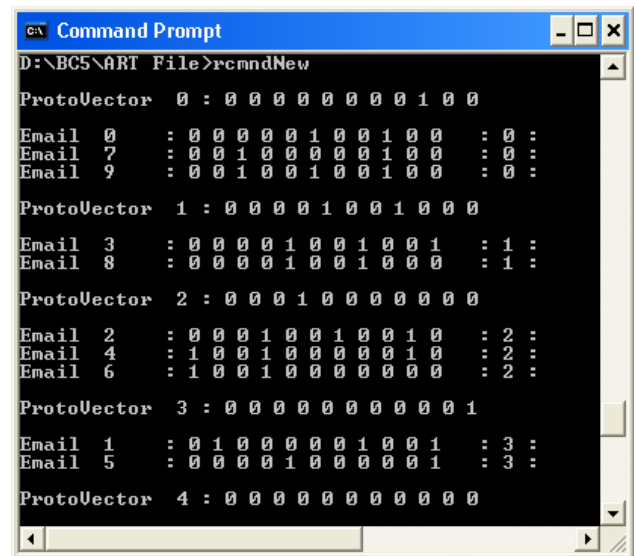 C:\ Command Prompt
D:\BC5\ART File>rcmndNew
ProtoVector 0 : 0 0 0 0 0 0 0 0 1 0 0
Email 0 : 0 0 0 0 0 1 0 0 1 0 0 : 0 :
Email 7 : 0 0 1 0 0 0 0 0 1 0 0 : 0 :
Email 9 : 0 0 1 0 0 1 0 0 1 0 0 : 0 :
ProtoVector 1 : 0 0 0 0 1 0 0 1 0 0 0
Email 3 : 0 0 0 0 1 0 0 1 0 0 1 : 1 :
Email 8 : 0 0 0 0 1 0 0 1 0 0 0 : 1 :
ProtoVector 2 : 0 0 0 1 0 0 0 0 0 0 0
Email 2 : 0 0 0 1 0 0 1 0 0 1 0 : 2 :
Email 4 : 1 0 0 1 0 0 0 0 0 1 0 : 2 :
Email 6 : 1 0 0 1 0 0 0 0 0 0 0 : 2 :
ProtoVector 3 : 0 0 0 0 0 0 0 0 0 0 1
Email 1 : 0 1 0 0 0 0 0 1 0 0 1 : 3 :
Email 5 : 0 0 0 0 1 0 0 0 0 0 1 : 3 :
ProtoVector 4 : 0 0 0 0 0 0 0 0 0 0 0